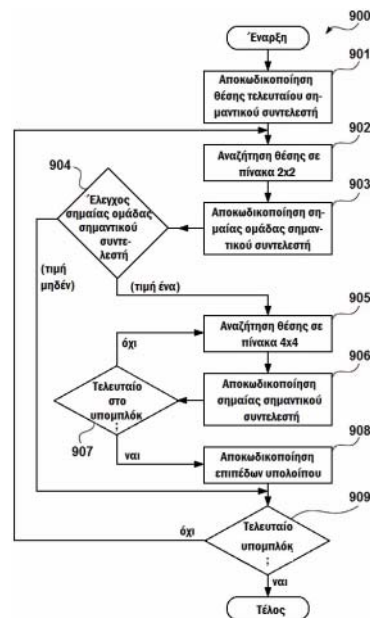 900
Έναρξη
901
Αποκωδικοποίηση
θέσης τελευταίου ση-
μαντικού συντελεστή
902
Αναζήτηση θέσης σε
πίνακα 2x2
903
Αποκωδικοποίηση ση-
μαίας ομάδας σημαντι-
κού συντελεστή
904
Έλεγχος
σημαίας ομάδας
σημαντικού
συντε-
λεστή
(τιμή
μηδέν)
(τιμή ένα)
905
Αναζήτηση θέσης σε
πίνακα 4x4
906
Αποκωδικοποίηση
σημαίας σημαντικού
συντελεστή
όχι
Τελευταίο
στο
υπομπλόκ
;
907
ναι
908
Αποκωδικοποίηση
επιπέδων υπολοίπου
909
όχι
Τελευταίο
υπομπλόκ
;
ναι
Τέλος